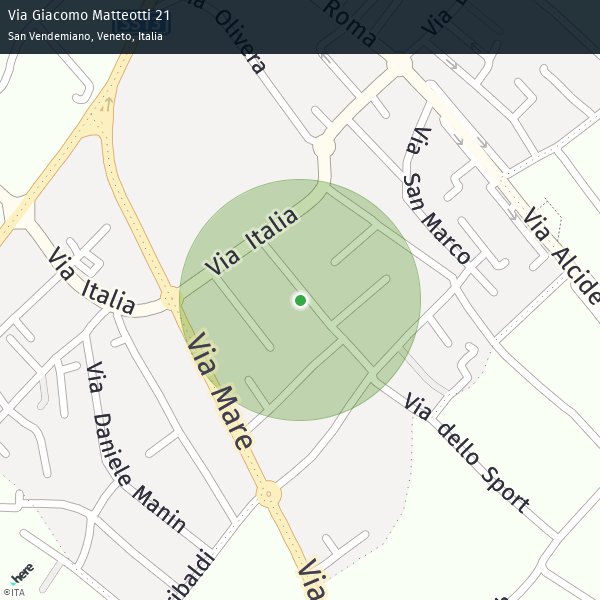 Via Giacomo Matteotti 21
San Vendemiano, Veneto, Italia
Olivera
Roma
Via
Via San Marco
Via Italia
Via Alcide
Via Italia
Via Mare
Via Daniele Manin
Via dello Sport
Via
here
©ITA